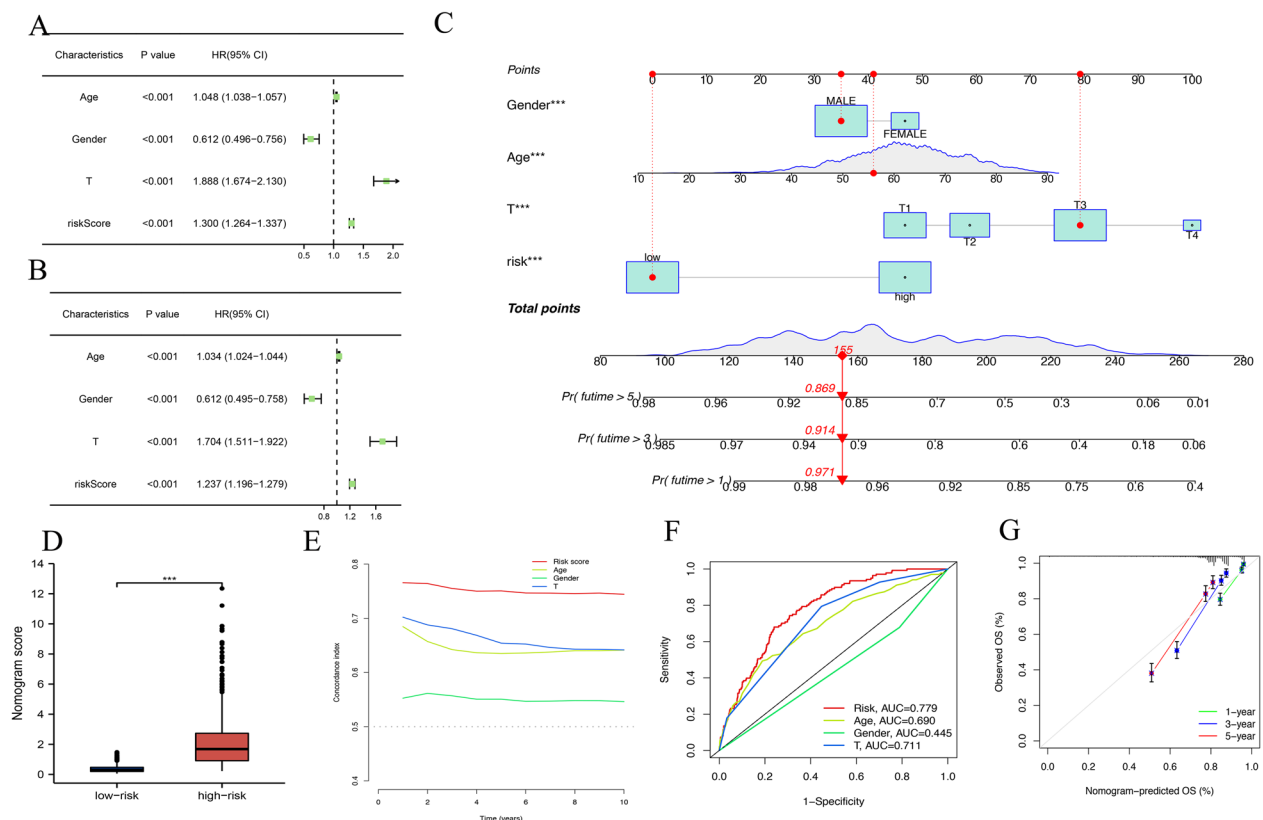 A
Characteristics P value HR(95% CI)
Age <0.001 1.048 (1.038−1.057)
Gender <0.001 0.612 (0.496−0.756)
T <0.001 1.888 (1.674−2.130)
riskScore <0.001 1.300 (1.264−1.337)
0.5 1.0 1.5 2.0
B
Characteristics P value HR(95% CI)
Age <0.001 1.034 (1.024−1.044)
Gender <0.001 0.612 (0.495−0.758)
T <0.001 1.704 (1.511−1.922)
riskScore <0.001 1.237 (1.196−1.279)
0.8 1.2 1.6
C
Points
0 10 20 30 40 50 60 70 80 90 100
Gender***
MALE
FEMALE
Age***
10 20 30 40 50 60 70 80 90
T***
T1 T2 T3 T4
risk***
low
high
Total points
155
80 100 120 140 160 180 200 220 240 260 280
0.869
Pr( futime > 5 )
0.98 0.96 0.92 0.85 0.7 0.5 0.3 0.06 0.01
0.914
Pr( futime > 3 )
0.985 0.97 0.94 0.9 0.8 0.6 0.4 0.18 0.06
0.971
Pr( futime > 1 )
0.99 0.98 0.96 0.92 0.85 0.75 0.6 0.4
D
***
Nomogram score
14
12
10
8
6
4
2
0
low−risk high−risk
E
Risk score
Age
Gender
T
Concordance index
0.8
0.7
0.6
0.5
0.4
0 2 4 6 8 10
Time (years)
F
Sensitivity
1.0
0.8
0.6
0.4
0.2
0.0
Risk, AUC=0.779
Age, AUC=0.690
Gender, AUC=0.445
T, AUC=0.711
0.0 0.2 0.4 0.6 0.8 1.0
1−Specificity
G
Observed OS (%)
1.0
0.8
0.6
0.4
0.2
0.0
1−year
3−year
5−year
0.0 0.2 0.4 0.6 0.8 1.0
Nomogram−predicted OS (%)